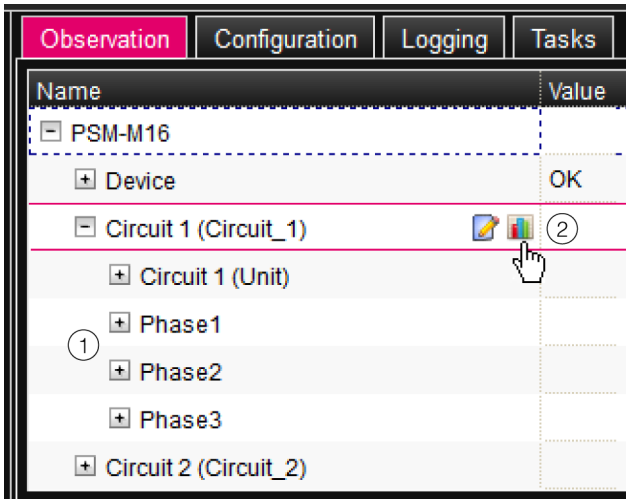 Observation Configuration Logging Tasks
Name Value
PSM-M16
Device OK
Circuit 1 (Circuit_1) 2
Circuit 1 (Unit)
Phase1
1
Phase2
Phase3
Circuit 2 (Circuit_2)